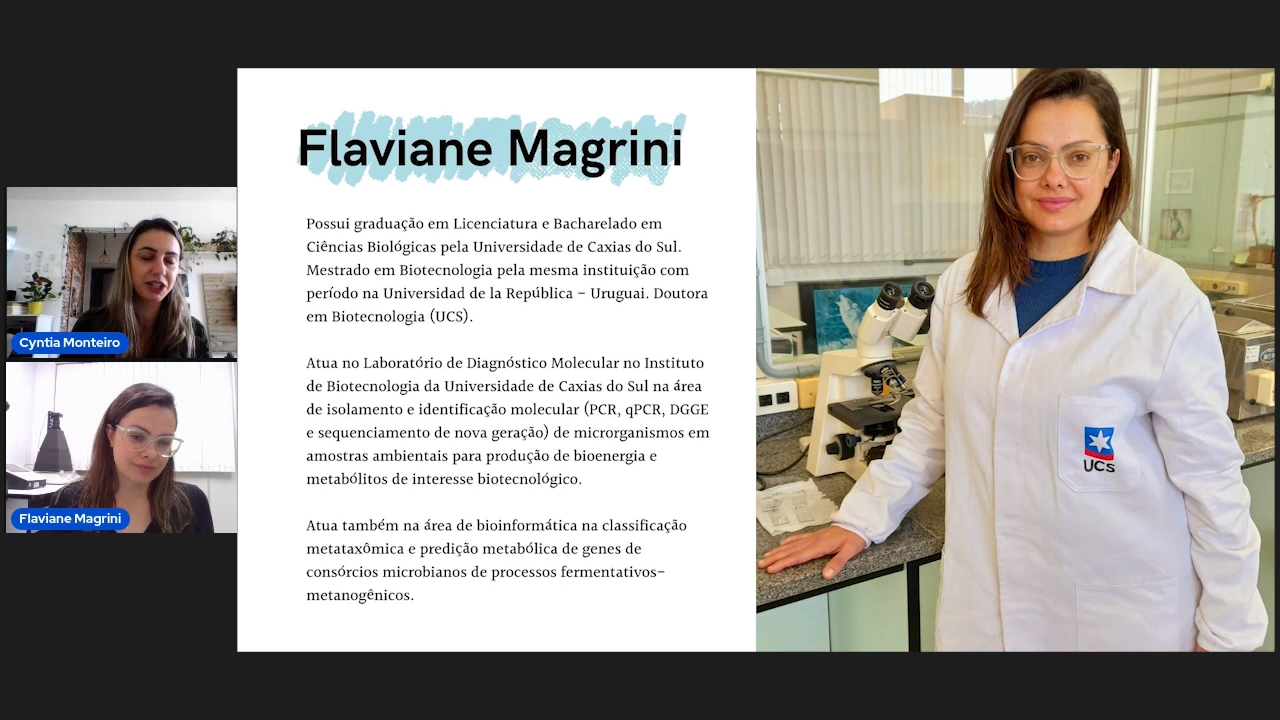 Flaviane Magrini
Possui graduação em Licenciatura e Bacharelado em
Ciências Biológicas pela Universidade de Caxias do Sul.
Mestrado em Biotecnologia pela mesma instituição com
período na Universidad de la República – Uruguai. Doutora
em Biotecnologia (UCS).
Atua no Laboratório de Diagnóstico Molecular no Instituto
de Biotecnologia da Universidade de Caxias do Sul na área
de isolamento e identificação molecular (PCR, qPCR, DGGE
e sequenciamento de nova geração) de microrganismos em
amostras ambientais para produção de bioenergia e
metabólitos de interesse biotecnológico.
Atua também na área de bioinformática na classificação
metataxômica e predição metabólica de genes de
consórcios microbianos de processos fermentativos–
metanogênicos.
Cyntia Monteiro
Flaviane Magrini
UCS